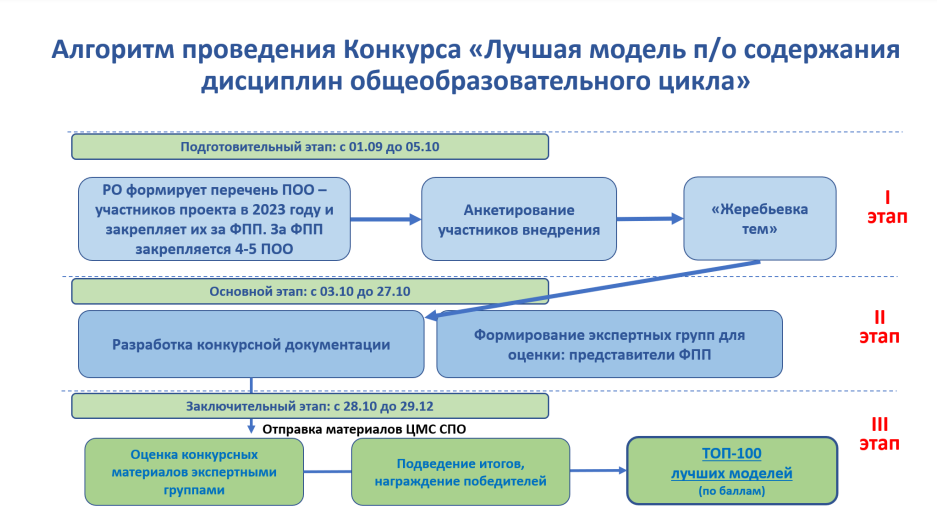 Алгоритм проведения Конкурса «Лучшая модель п/о содержания
дисциплин общеобразовательного цикла»
Подготовительный этап: с 01.09 до 05.10
РО формирует перечень ПОО –
участников проекта в 2023 году и
закрепляет их за ФПП. За ФПП
закрепляется 4-5 ПОО
Анкетирование
участников внедрения
«Жеребьевка
тем»
I
этап
Основной этап: с 03.10 до 27.10
Разработка конкурсной документации
Формирование экспертных групп для
оценки: представители ФПП
II
этап
Заключительный этап: с 28.10 до 29.12
Отправка материалов ЦМС СПО
Оценка конкурсных
материалов экспертными
группами
Подведение итогов,
награждение победителей
ТОП-100
лучших моделей
(по баллам)
III
этап